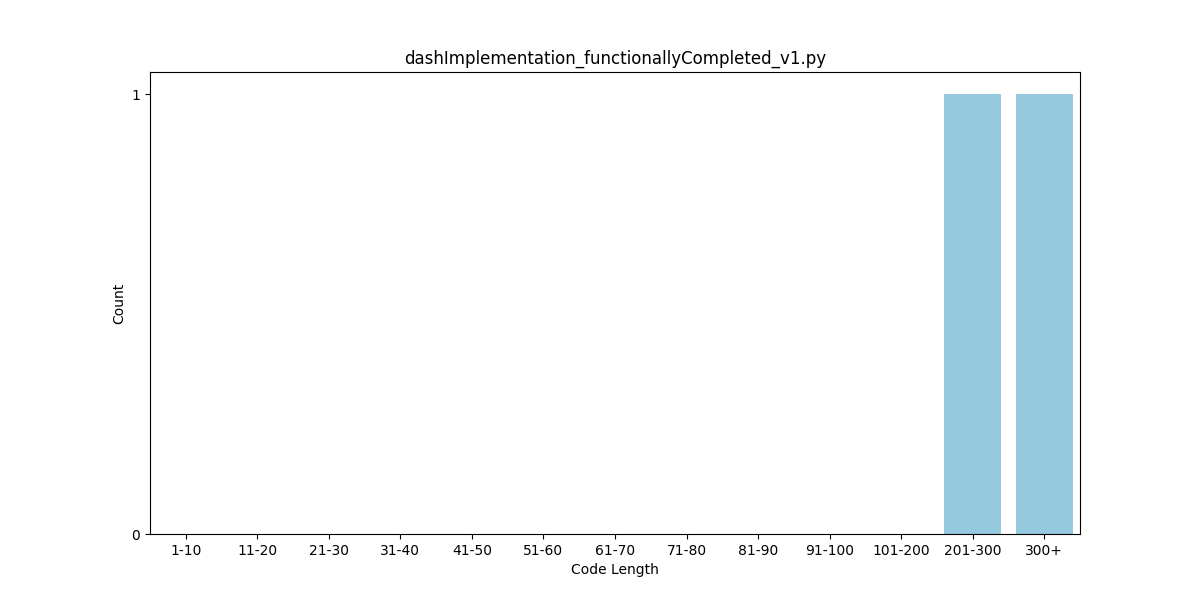 dashImplementation_functionallyCompleted_v1.py
1
Count
0
1-10 11-20 21-30 31-40 41-50 51-60 61-70 71-80 81-90 91-100 101-200 201-300 300+
Code Length